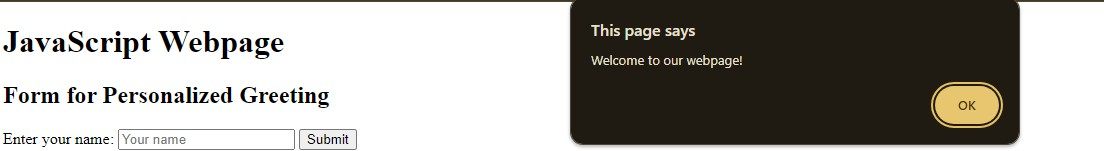 JavaScript Webpage
Form for Personalized Greeting
Enter your name: Your name Submit
This page says
Welcome to our webpage!
OK